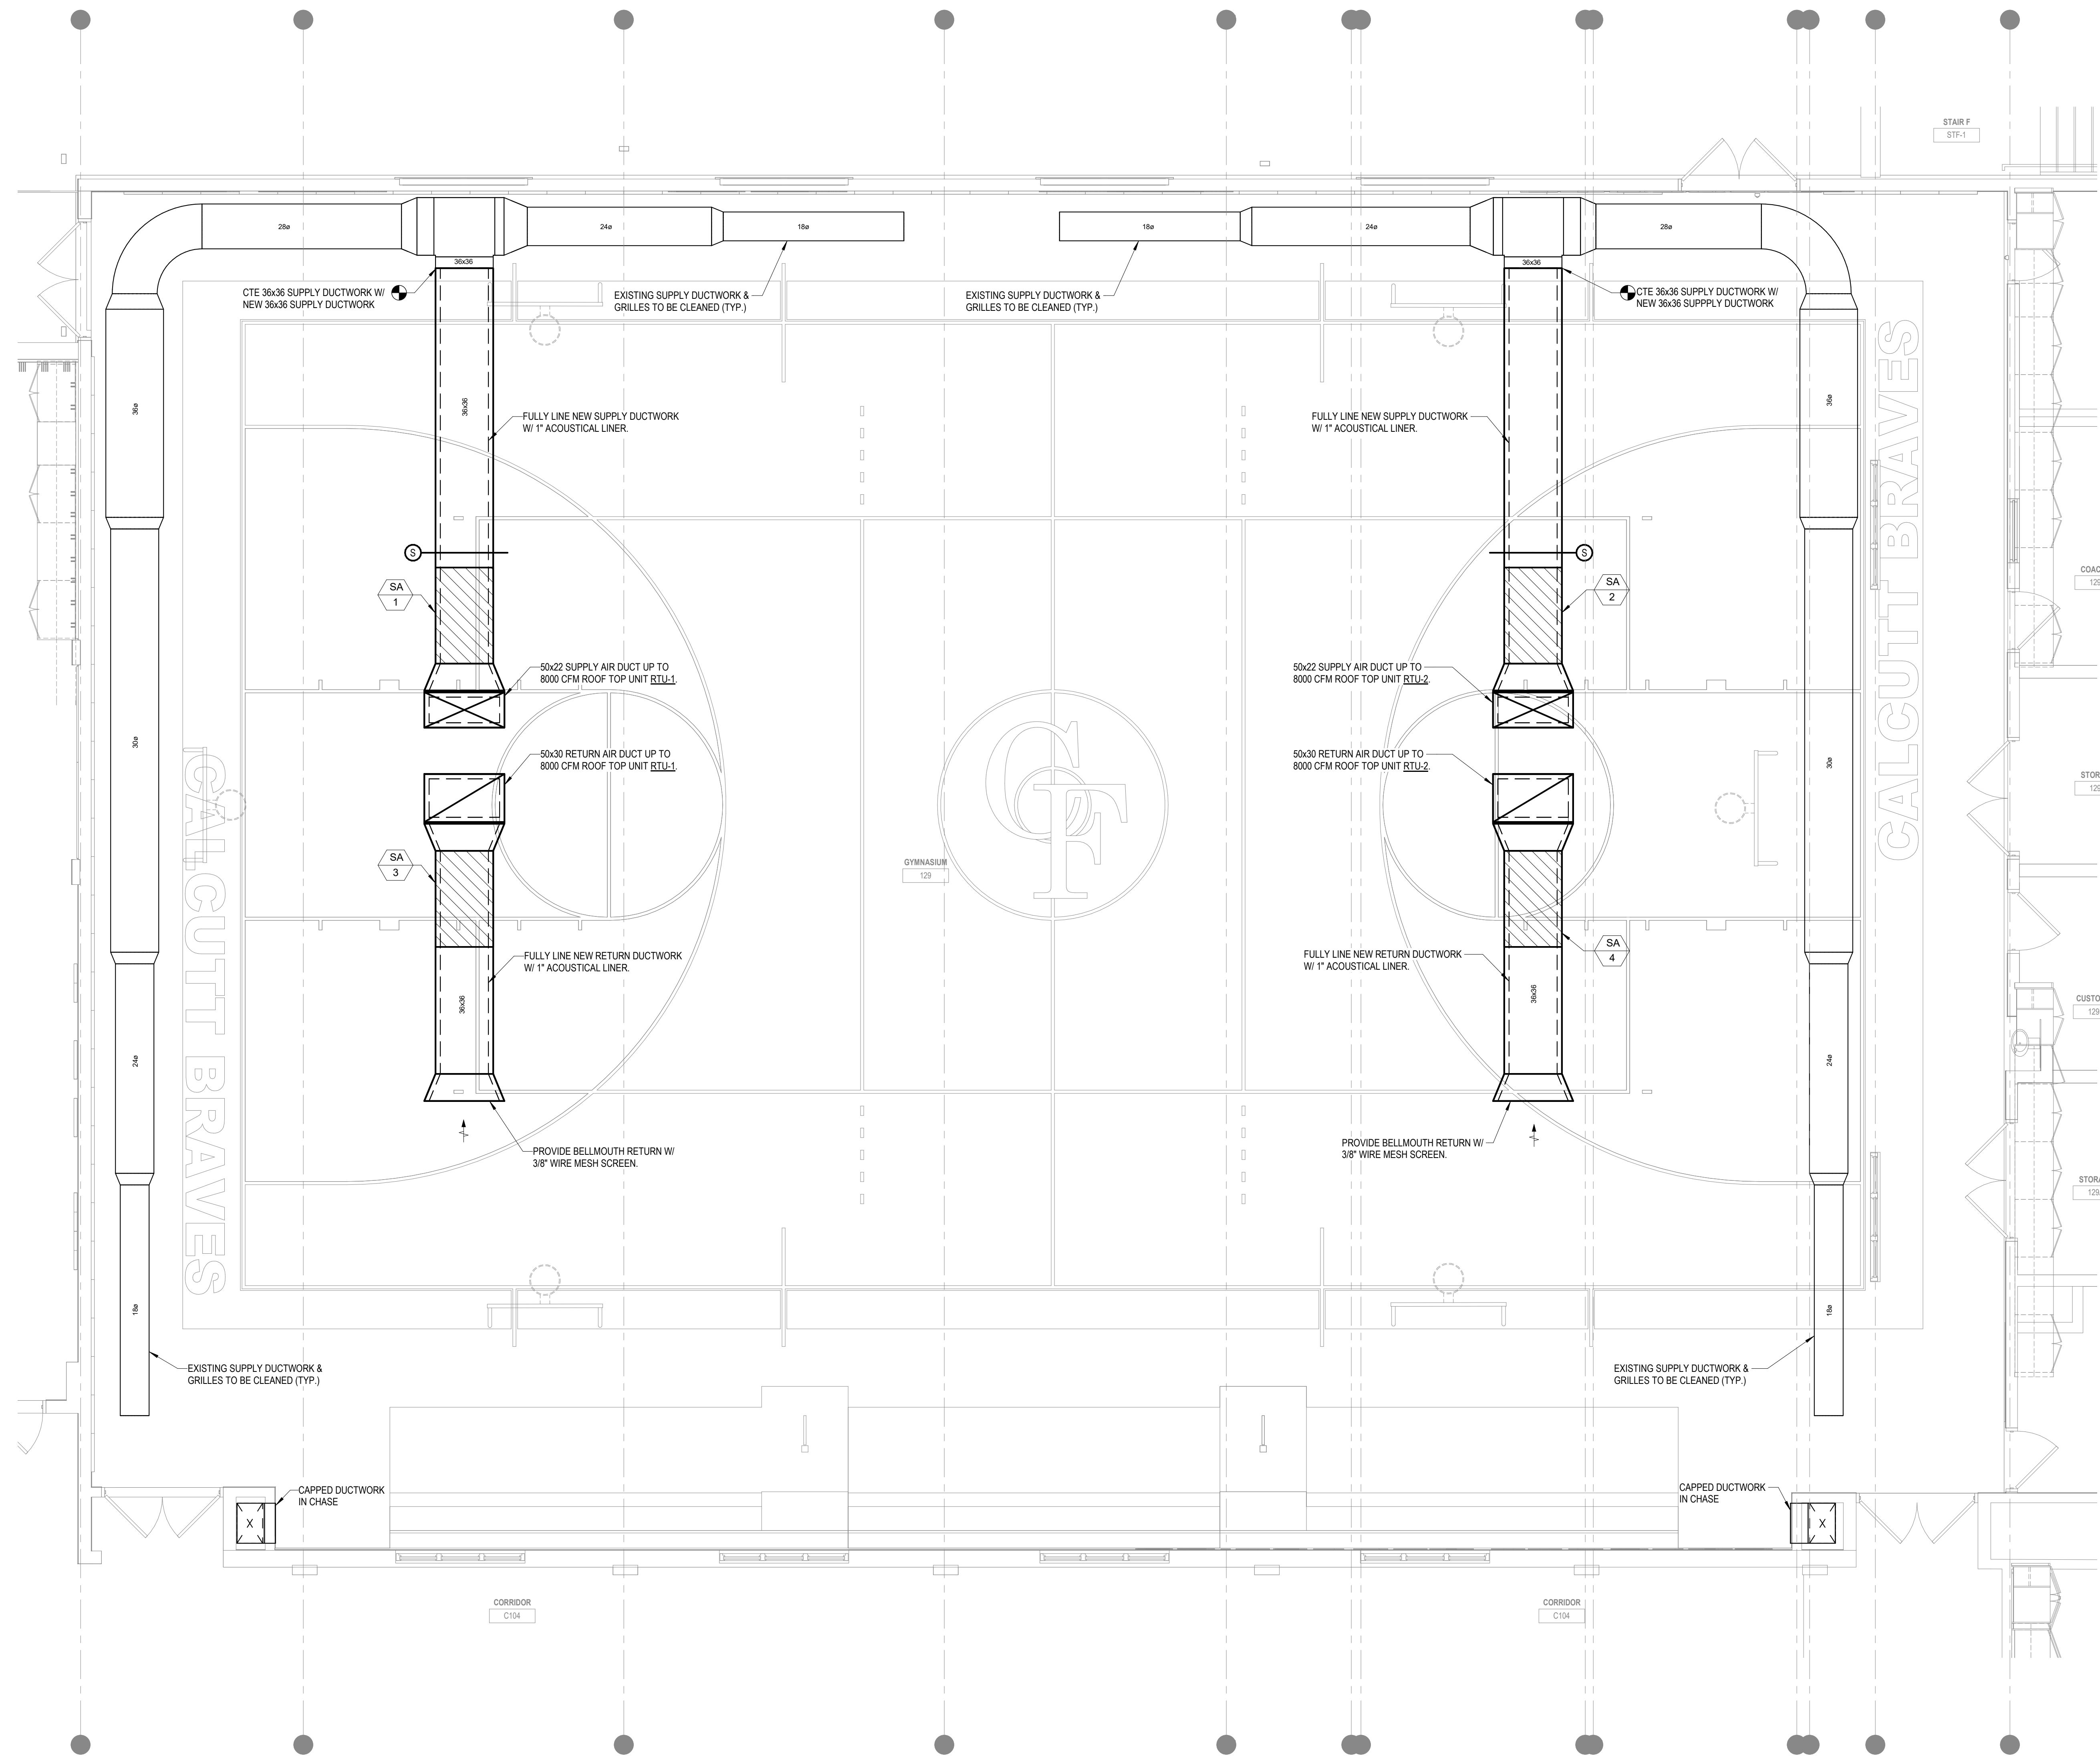 STAIR F
STF-1
28ø
24ø
18ø
18ø
24ø
28ø
36x36
36x36
CTE 36x36 SUPPLY DUCTWORK W/
NEW 36x36 SUPPLY DUCTWORK
EXISTING SUPPLY DUCTWORK &
GRILLES TO BE CLEANED (TYP.)
EXISTING SUPPLY DUCTWORK &
GRILLES TO BE CLEANED (TYP.)
CTE 36x36 SUPPLY DUCTWORK W/
NEW 36x36 SUPPPLY DUCTWORK
36ø
36x36
FULLY LINE NEW SUPPLY DUCTWORK
W/ 1" ACOUSTICAL LINER.
FULLY LINE NEW SUPPLY DUCTWORK
W/ 1" ACOUSTICAL LINER.
36ø
CALCUTT BRAVES
S
S
SA
1
SA
2
COAC
129
50x22 SUPPLY AIR DUCT UP TO
8000 CFM ROOF TOP UNIT RTU-1.
50x22 SUPPLY AIR DUCT UP TO
8000 CFM ROOF TOP UNIT RTU-2.
30ø
30ø
50x30 RETURN AIR DUCT UP TO
8000 CFM ROOF TOP UNIT RTU-1.
50x30 RETURN AIR DUCT UP TO
8000 CFM ROOF TOP UNIT RTU-2.
STOR
129
CALCUTT BRAVES
CF
GYMNASIUM
129
SA
3
SA
4
FULLY LINE NEW RETURN DUCTWORK
W/ 1" ACOUSTICAL LINER.
FULLY LINE NEW RETURN DUCTWORK
W/ 1" ACOUSTICAL LINER.
36x36
36x36
CUSTO
129
24ø
24ø
PROVIDE BELLMOUTH RETURN W/
3/8" WIRE MESH SCREEN.
PROVIDE BELLMOUTH RETURN W/
3/8" WIRE MESH SCREEN.
STORA
129
18ø
18ø
EXISTING SUPPLY DUCTWORK &
GRILLES TO BE CLEANED (TYP.)
EXISTING SUPPLY DUCTWORK &
GRILLES TO BE CLEANED (TYP.)
CAPPED DUCTWORK
IN CHASE
X
CAPPED DUCTWORK
IN CHASE
X
CORRIDOR
C104
CORRIDOR
C104